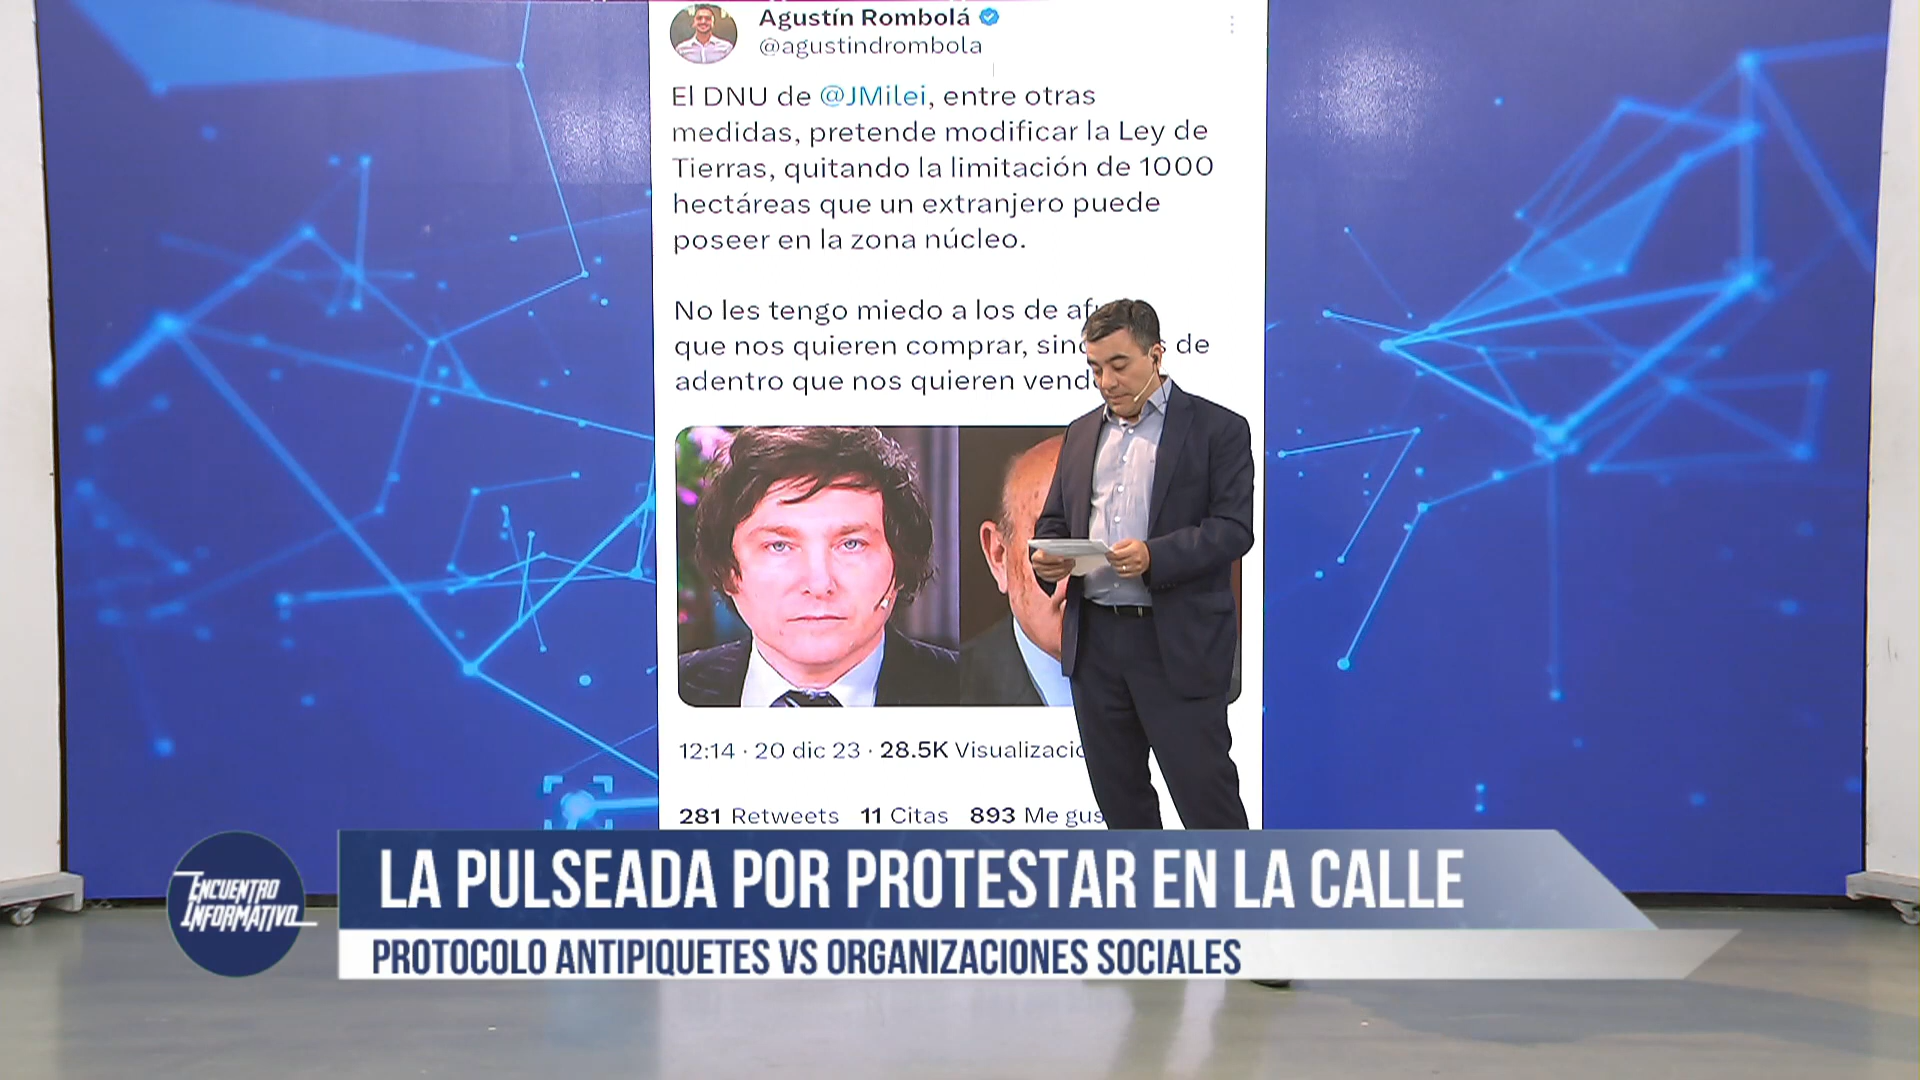 Agustín Rombolá
@agustindrombola
El DNU de @JMilei, entre otras
medidas, pretende modificar la Ley de
Tierras, quitando la limitación de 1000
hectáreas que un extranjero puede
poseer en la zona núcleo.
No les tengo miedo a los de
que nos quieren comprar, de
adentro que nos quieren
12:14 · 20 dic 23 · 28.5K
281 Retweets 11 Citas 893 Me
ENCUENTRO
INFORMATIVO
LA PULSEADA POR PROTESTAR EN LA CALLE
PROTOCOLO ANTIPIQUETES VS ORGANIZACIONES SOCIALES